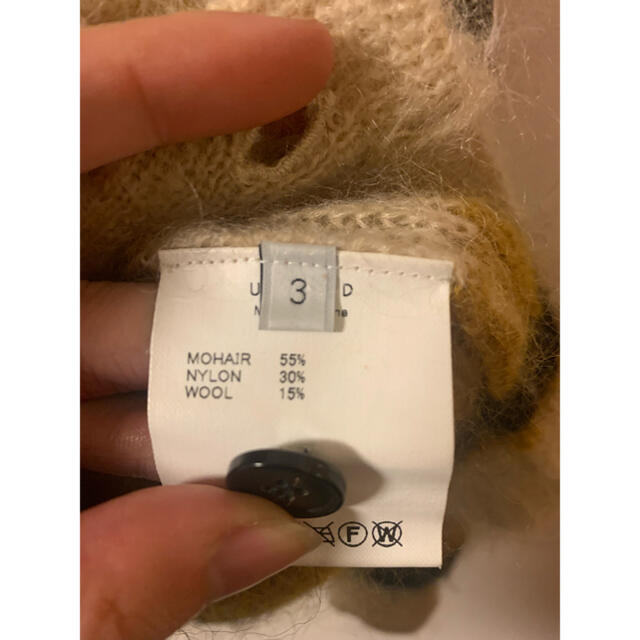 3
MOHAIR 55%
NYLON 30%
WOOL 15%
F W